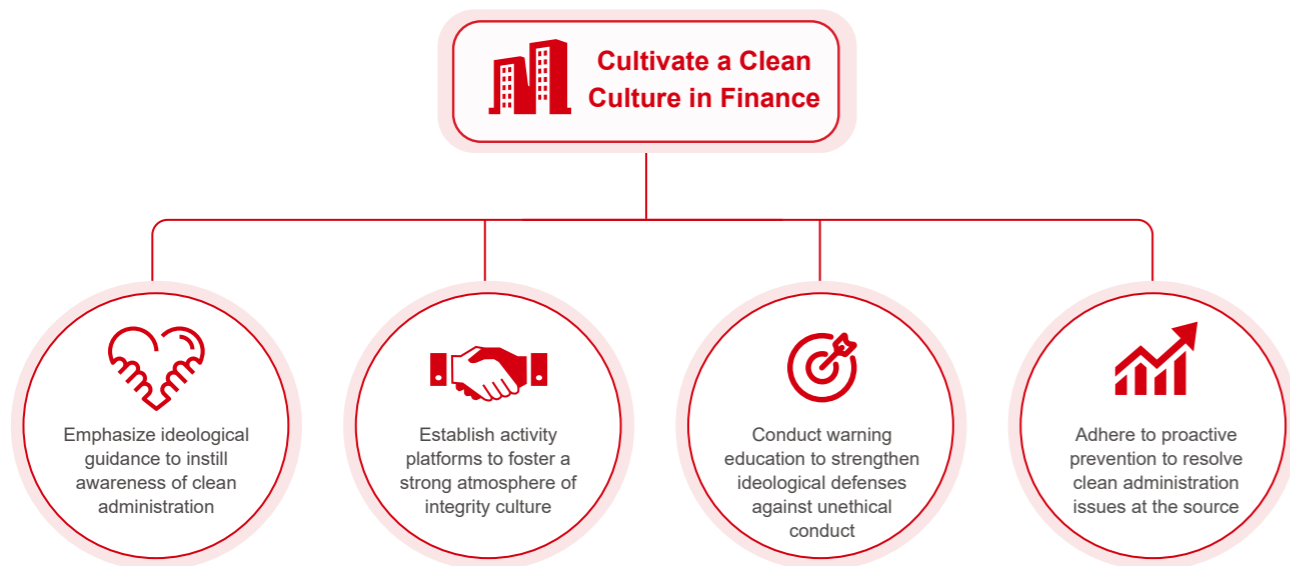 Cultivate a Clean
Culture in Finance
Emphasize ideological
guidance to instill
awareness of clean
administration
Establish activity
platforms to foster a
strong atmosphere of
integrity culture
Conduct warning
education to strengthen
ideological defenses
against unethical
conduct
Adhere to proactive
prevention to resolve
clean administration
issues at the source